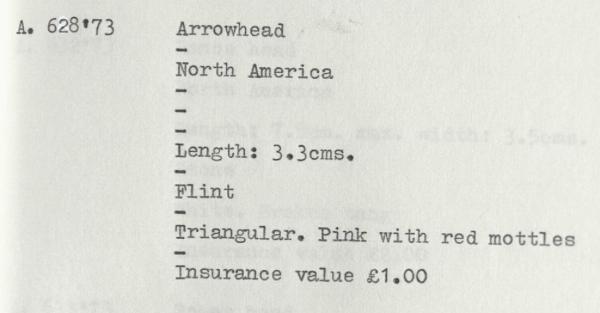 A. 628'73 Arrowhead
-
North America
-
-
-
Length: 3.3cms.
-
Flint
-
Triangular. Pink with red mottles
-
Insurance value £1.00